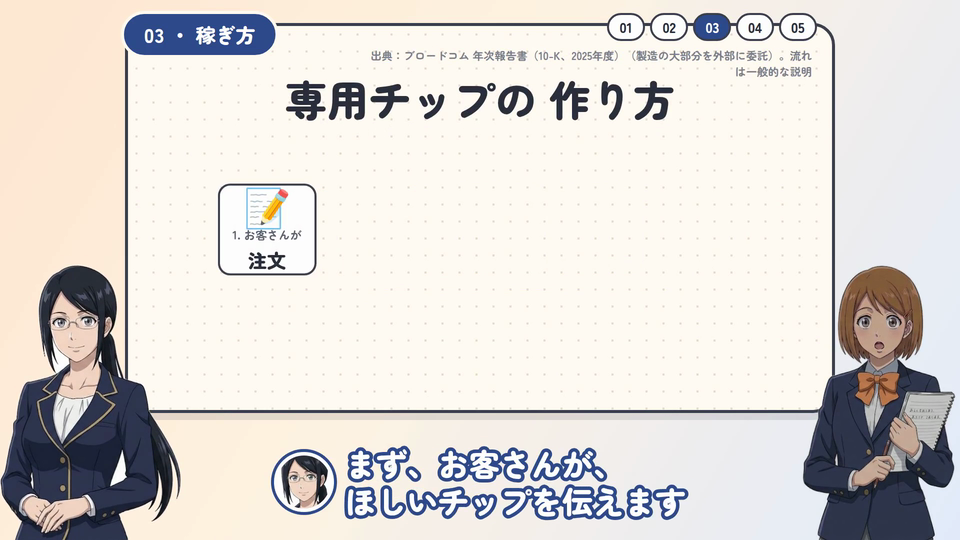 03 ・ 稼ぎ方
01 02 03 04 05
出典：ブロードコム 年次報告書（10-K、2025年度）（製造の大部分を外部に委託）。流れ
は一般的な説明
専用チップの 作り方
1. お客さんが
注文
まず、お客さんが、
ほしいチップを伝えます